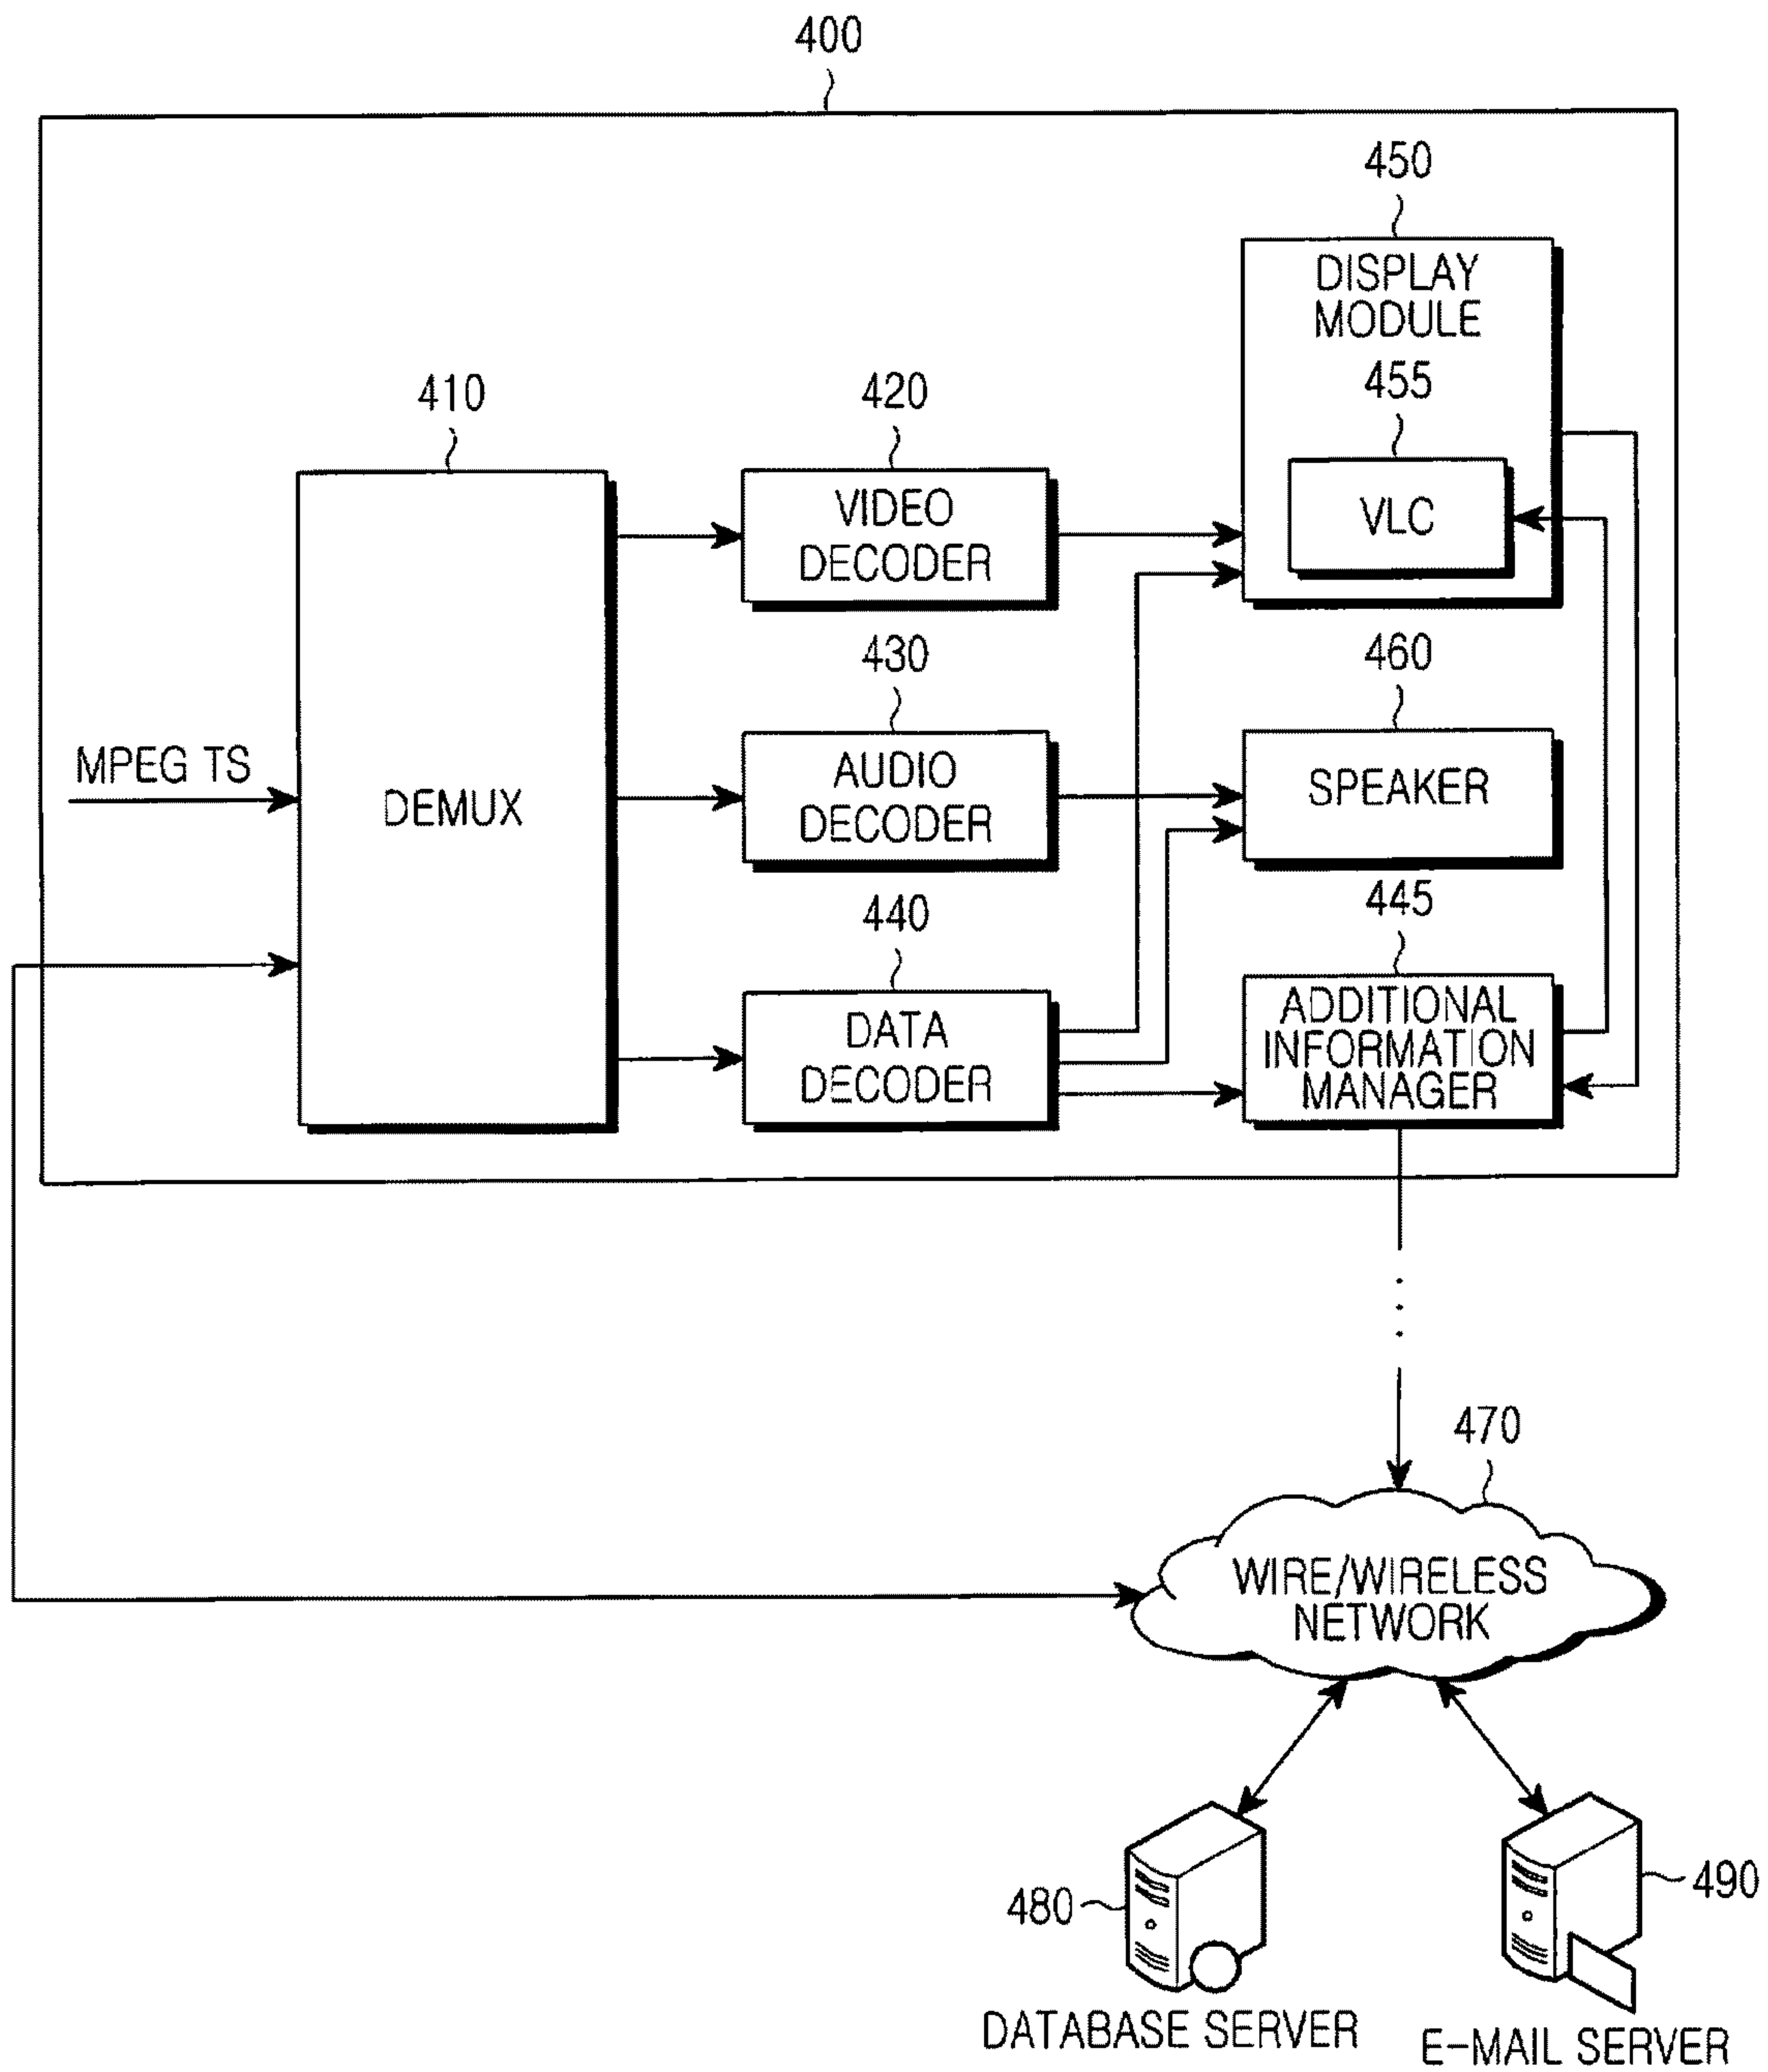 400
450
DISPLAY
MODULE
410
420
455
VIDEO
DECODER
VLC
430
460
MPEG TS
DEMUX
AUDIO
DECODER
SPEAKER
440
445
DATA
DECODER
ADDITIONAL
INFORMATION
MANAGER
470
WIRE/WIRELESS
NETWORK
480
490
DATABASE SERVER
E-MAIL SERVER